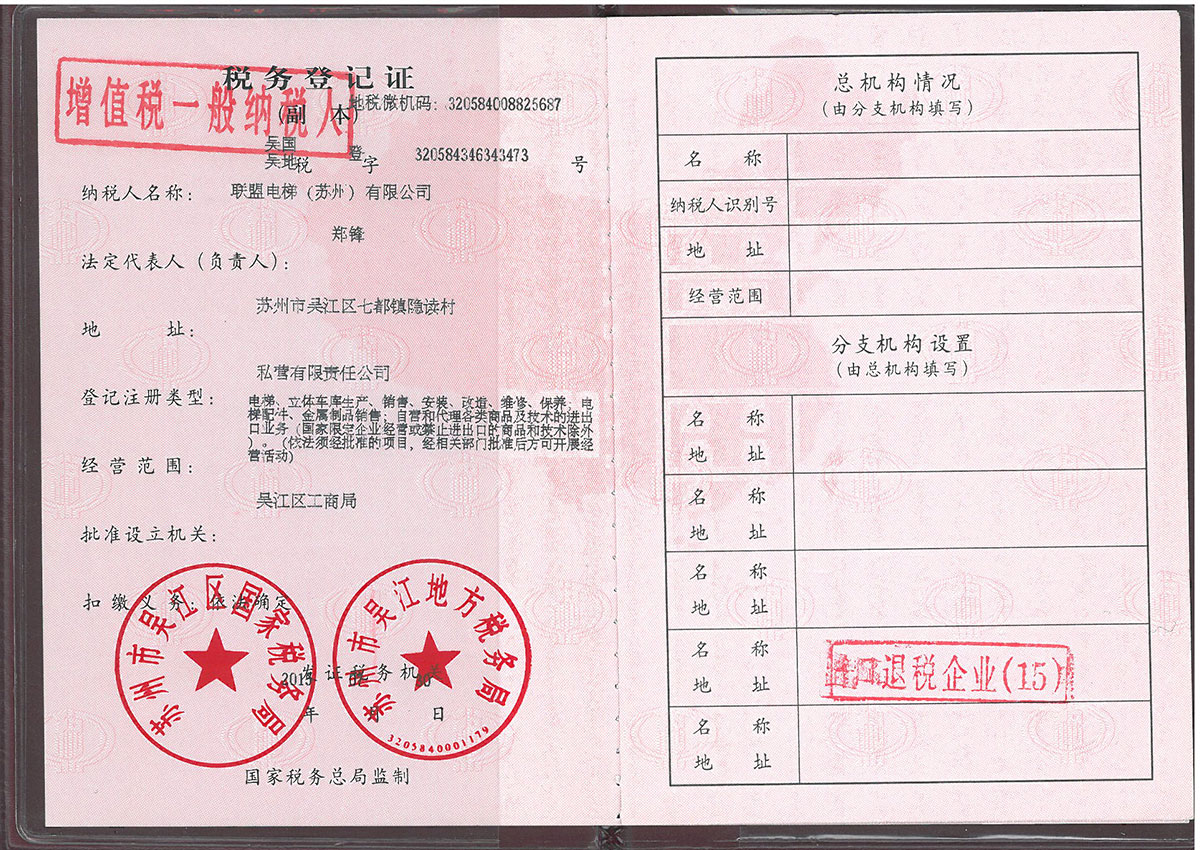 税务登记证
增值税一般纳税人
(副 本)
地税微机码：320584008825687
吴国
吴地税 登字 320584346343473 号
纳税人名称： 联盟电梯（苏州）有限公司
郑锋
法定代表人（负责人）：
苏州市吴江区七都镇隐读村
地 址：
私营有限责任公司
登记注册类型：
电梯、立体车库生产、销售、安装、改造、维修、保养；电
梯配件、金属制品销售；自营和代理各类商品及技术的进出
口业务（国家限定企业经营或禁止进出口的商品和技术除外
）。（依法须经批准的项目，经相关部门批准后方可开展经
营活动）
经营范围：
吴江区工商局
批准设立机关：
扣缴义务：依法确定
苏州市吴江区国家税务局
苏州市吴江地方税务局
3205840001179
发证税务机关
2015
年 月 日
国家税务总局监制
总机构情况
（由分支机构填写）
名 称
纳税人识别号
地 址
经营范围
分支机构设置
（由总机构填写）
名 称
地 址
名 称
地 址
名 称
地 址
名 称
地 址
退税企业(15)
名 称
地 址